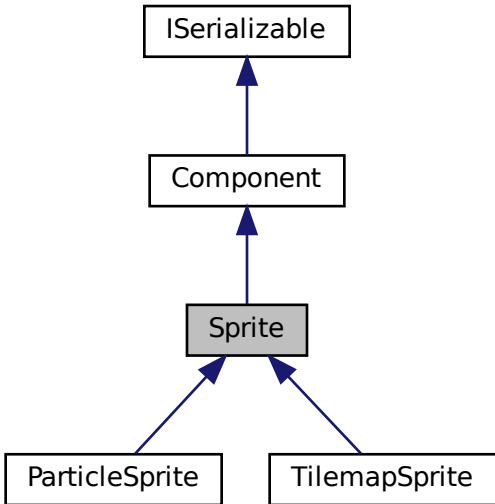 ISerializable
Component
Sprite
ParticleSprite
TilemapSprite